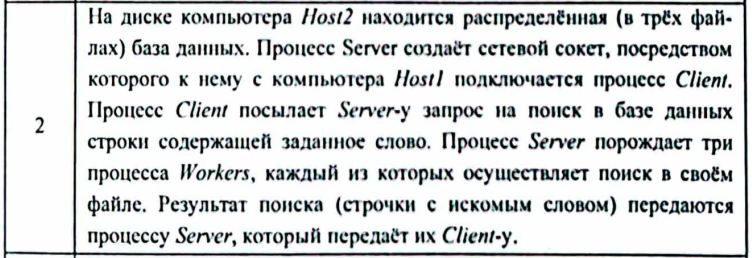 На диске компьютера Host2 находится распределённая (в трёх фай-
лах) база данных. Процесс Server создаёт сетевой сокет, посредством
которого к нему с компьютера Host1 подключается процесс Client.
Процесс Client посылает Server-у запрос на поиск в базе данных
2
строки содержащей заданное слово. Процесс Server порождает три
процесса Workers, каждый из которых осуществляет поиск в своём
файле. Результат поиска (строчки с искомым словом) передаются
процессу Server, который передаёт их Client-у.